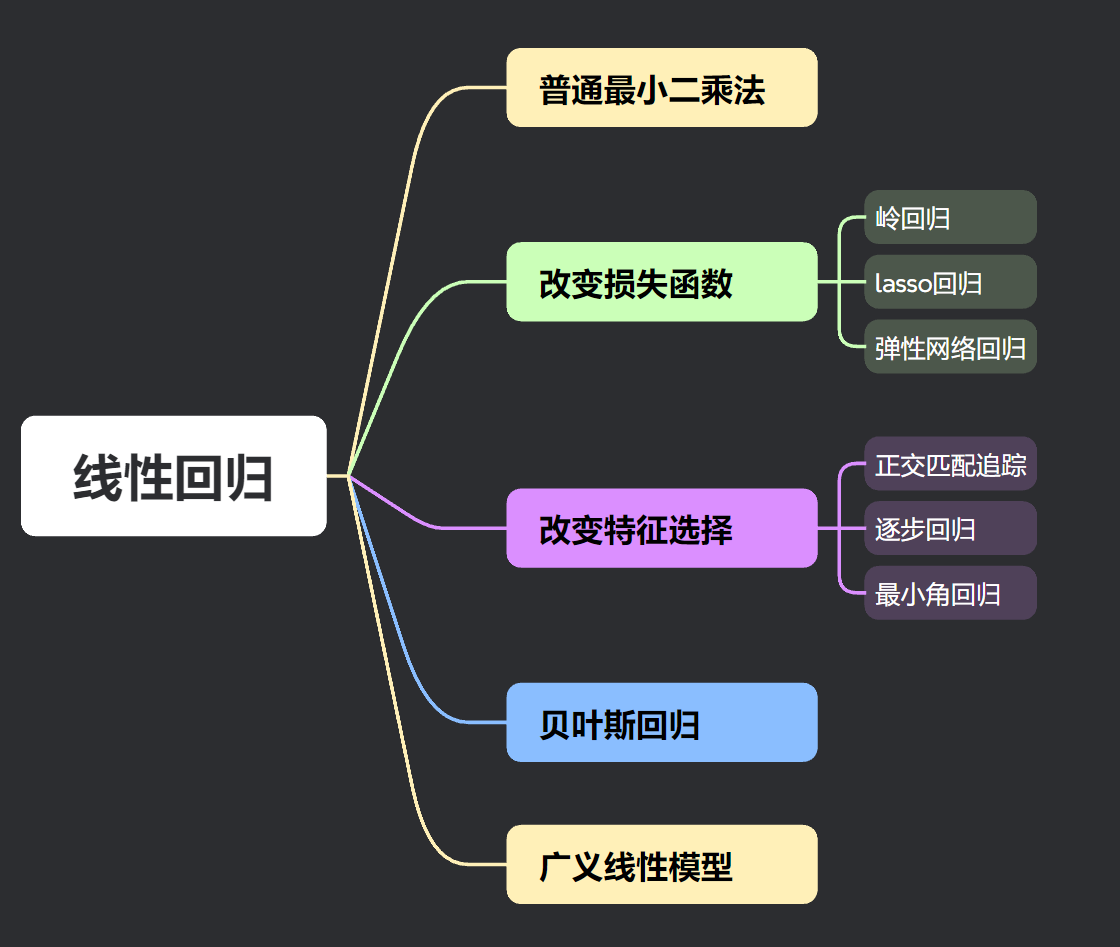 线性回归
普通最小二乘法
改变损失函数
岭回归
lasso回归
弹性网络回归
改变特征选择
正交匹配追踪
逐步回归
最小角回归
贝叶斯回归
广义线性模型